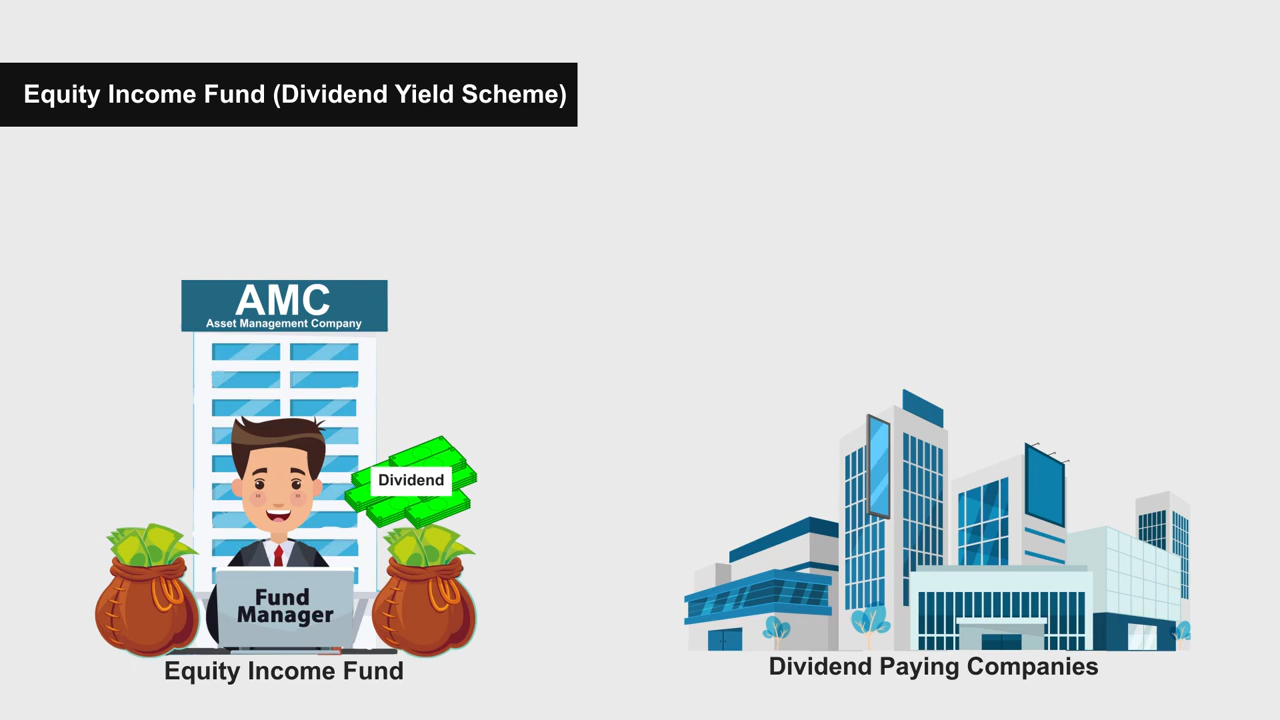 Equity Income Fund (Dividend Yield Scheme)
AMC
Asset Management Company
Dividend
Fund
Manager
Equity Income Fund
Dividend Paying Companies